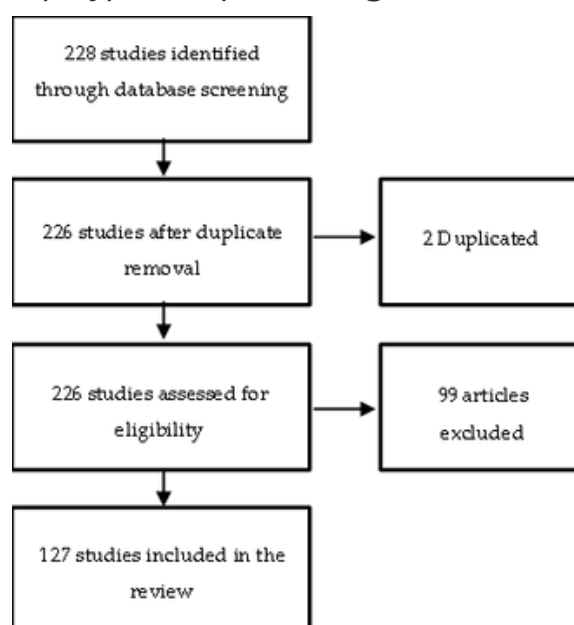 228 studies identified
through database screening
226 studies after duplicate
removal
2 Duplicated
226 studies assessed for
eligibility
99 articles
excluded
127 studies included in the
review